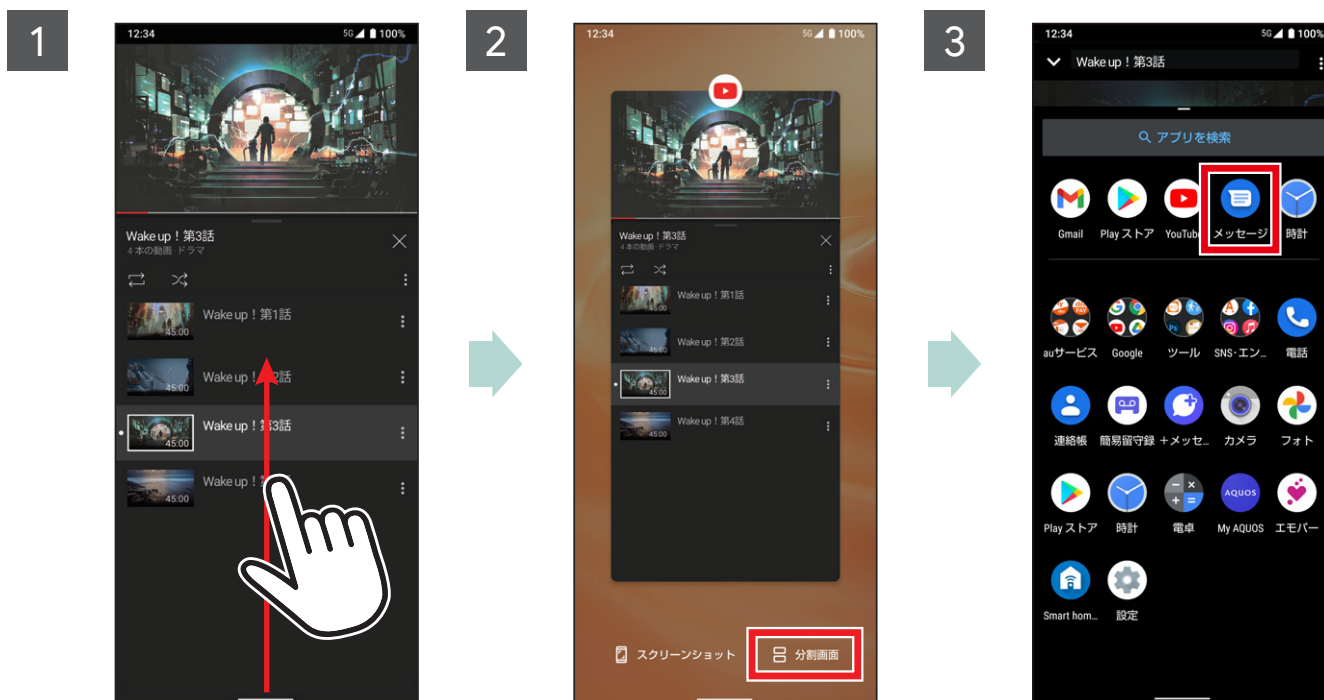 1
12:34 5G 100%
Wake up！第3話
4 本の動画·ドラマ
Wake up！第1話
45:00
Wake up！
2話
45:00
Wake up！第3話
45:00
Wake up！第
45:00
2
12:34 5G 100%
Wake up！第3話
4 本の動画·ドラマ
Wake up！第1話
45:00
Wake up！第2話
45:00
Wake up！第3話
45:00
Wake up！第4話
45:00
スクリーンショット
分割画面
3
12:34 5G 100%
Wake up！第3話
アプリを検索
Gmail Play ストア YouTube メッセージ 時計
auサービス Google ツール SNS·エン... 電話
連絡帳 簡易留守録 +メッセ... カメラ フォト
AQUOS
Play ストア 時計 電卓 My AQUOS エモパー
Smart hom... 設定